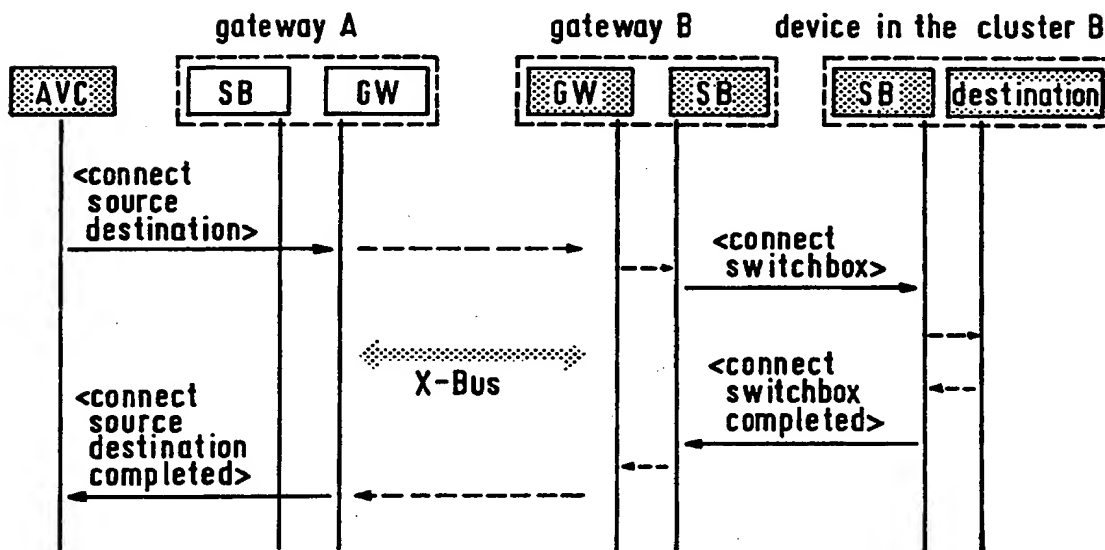 gateway A
gateway B
device in the cluster B
AVC
SB
GW
GW
SB
SB
destination
<connect
source
destination>
<connect
switchbox>
X-Bus
<connect
switchbox
completed>
<connect
source
destination
completed>